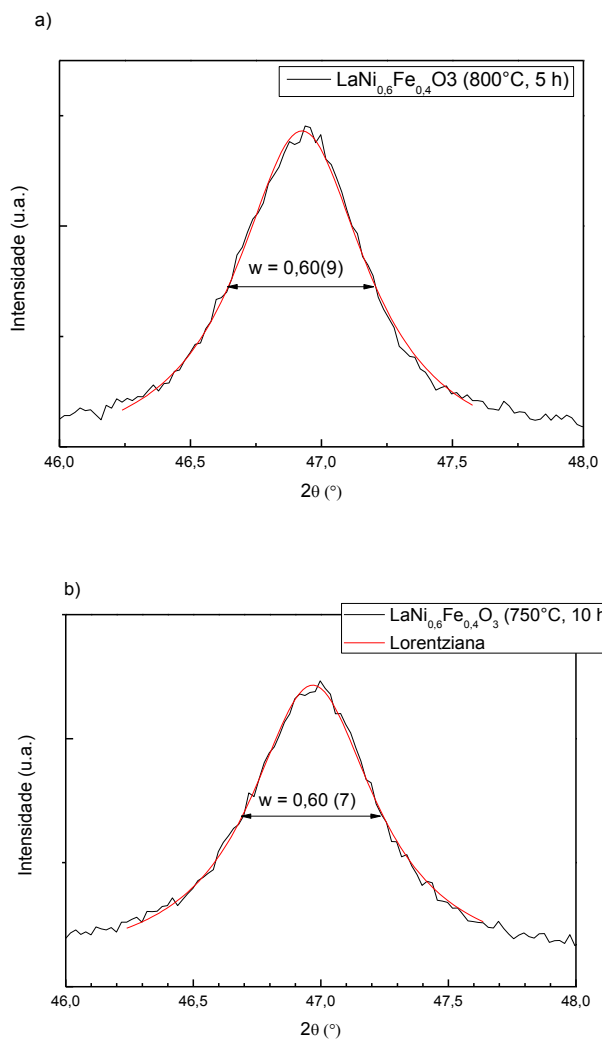 a)
LaNi0,6Fe0,4O3 (800°C, 5 h)
Intensidade (u.a.)
w = 0,60(9)
46,0 46,5 47,0 47,5 48,0
2θ (°)
b)
LaNi0,6Fe0,4O3 (750°C, 10 h
Lorentziana
Intensidade (u.a.)
w = 0,60 (7)
46,0 46,5 47,0 47,5 48,0
2θ (°)